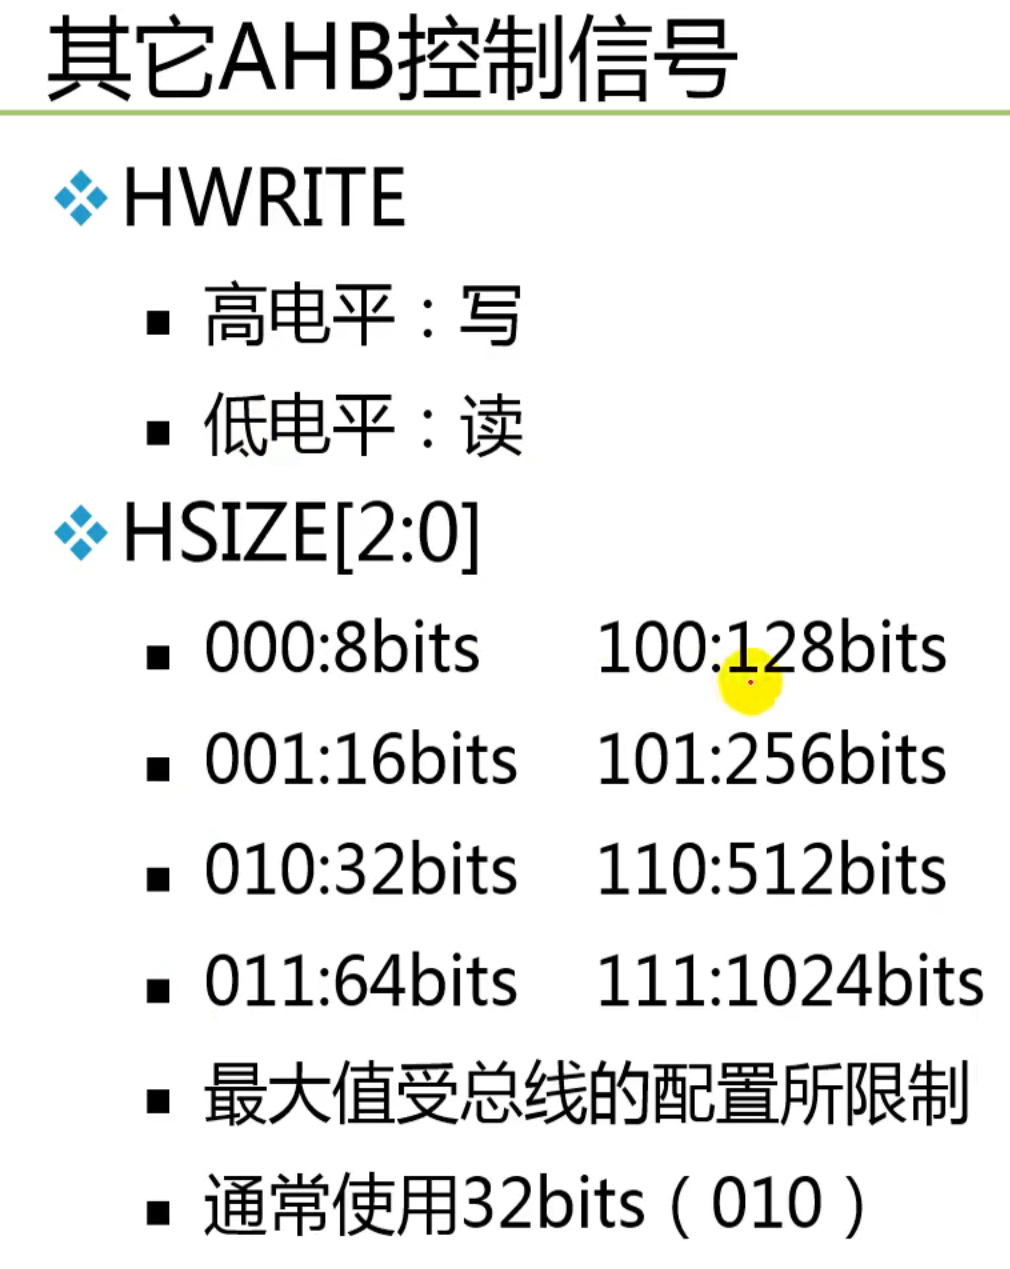 其它AHB控制信号
HWRITE
高电平：写
低电平：读
HSIZE[2:0]
000:8bits 100:128bits
001:16bits 101:256bits
010:32bits 110:512bits
011:64bits 111:1024bits
最大值受总线的配置所限制
通常使用32bits（010）